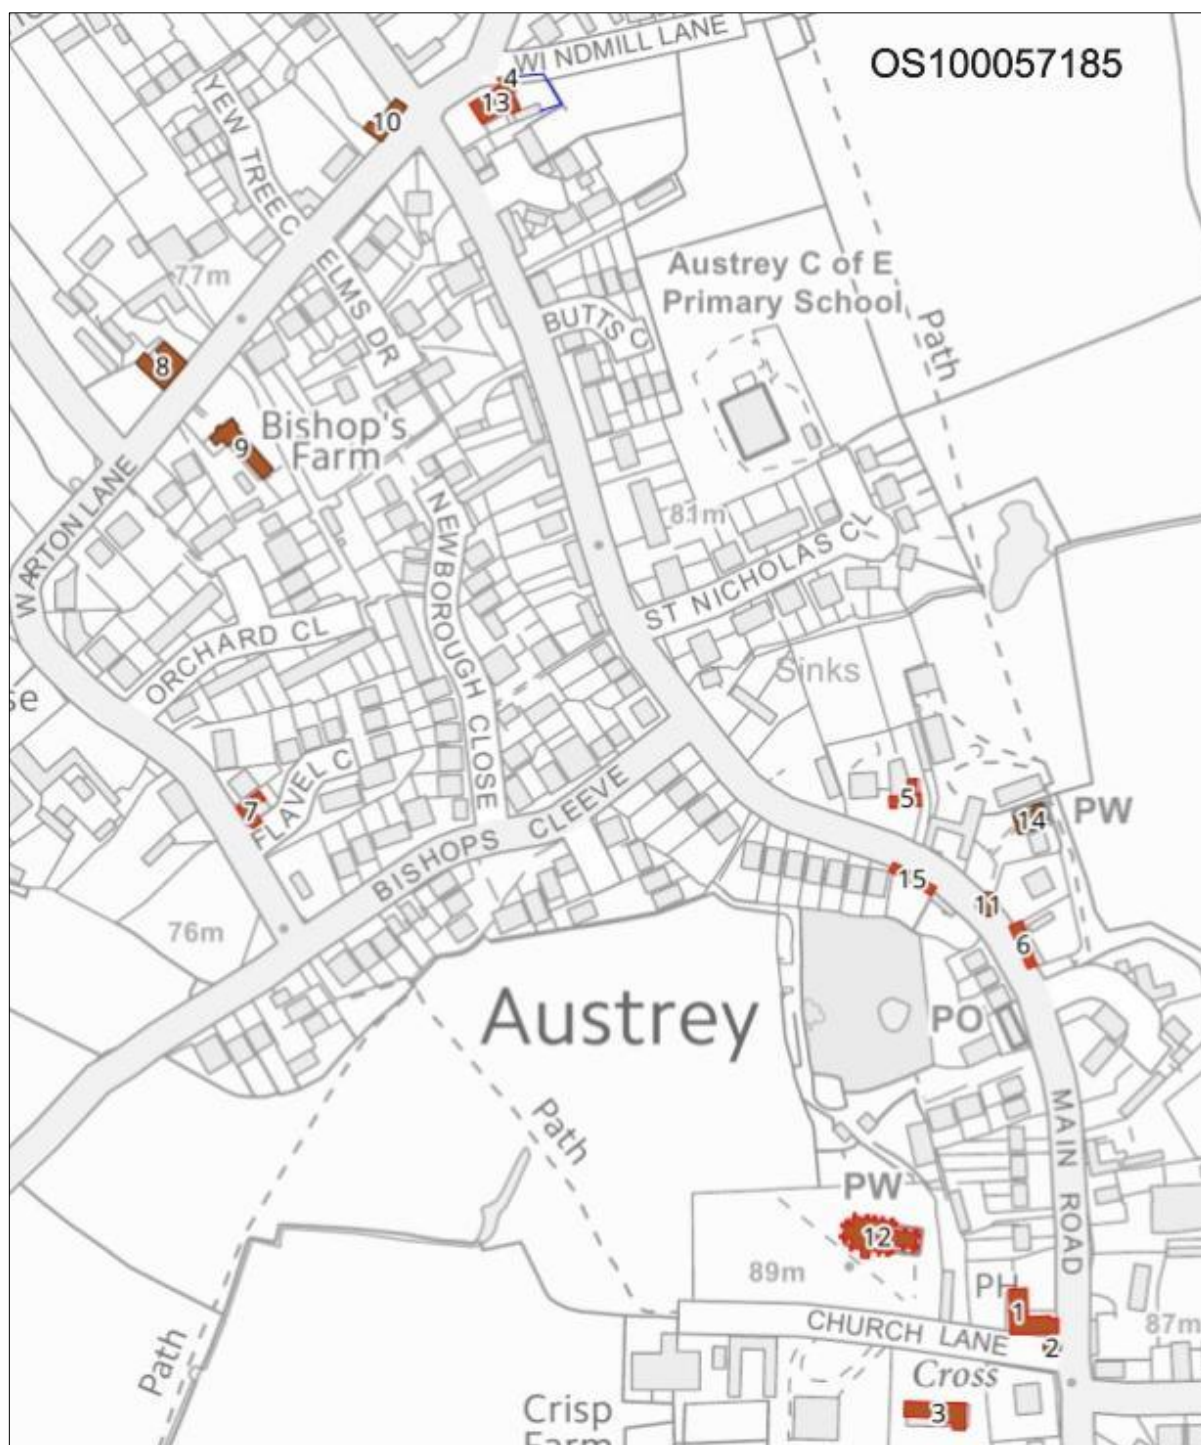 WINDMILL LANE
OS100057185
4
13
10
YEW TREE C
77m
ELMS DR
Austrey C of E
Primary School
BUTTS C
Path
8
9
Bishop's
Farm
WARTON LANE
NEWBOROUGH CLOSE
81m
ST NICHOLAS CL
ORCHARD CL
Sinks
se
7
FLAVEL C
5
14
PW
BISHOPS CLEEVE
15
11
6
76m
Austrey
PO
Path
MAIN ROAD
PW
12
89m
PH
1
87m
CHURCH LANE
2
Path
Cross
3
Crisp
Farm